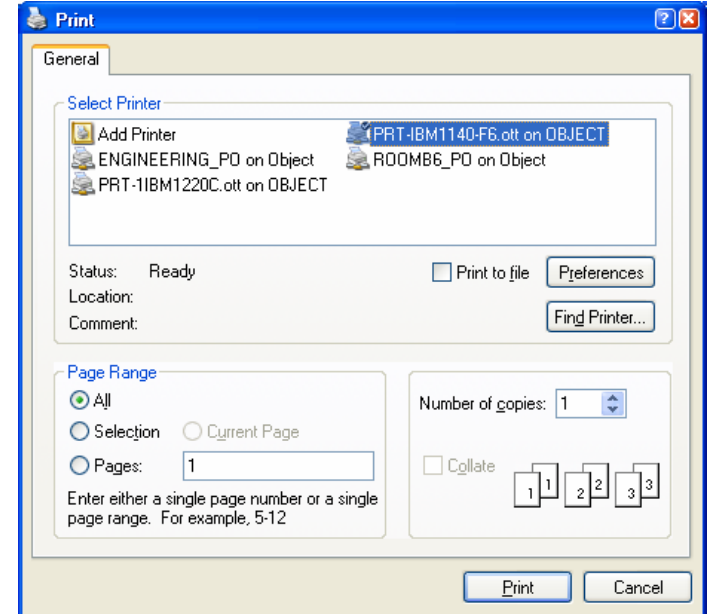 Print
General
Select Printer
Add Printer
PRT-IBM1140-F6.ott on OBJECT
ENGINEERING_PO on Object
ROOMB6_PO on Object
PRT-1IBM1220C.ott on OBJECT
Status: Ready
Print to file
Preferences
Location:
Comment:
Find Printer...
Page Range
All
Selection
Current Page
Pages: 1
Enter either a single page number or a single
page range. For example, 5-12
Number of copies: 1
Collate
1 1 2 2 3 3
Print
Cancel